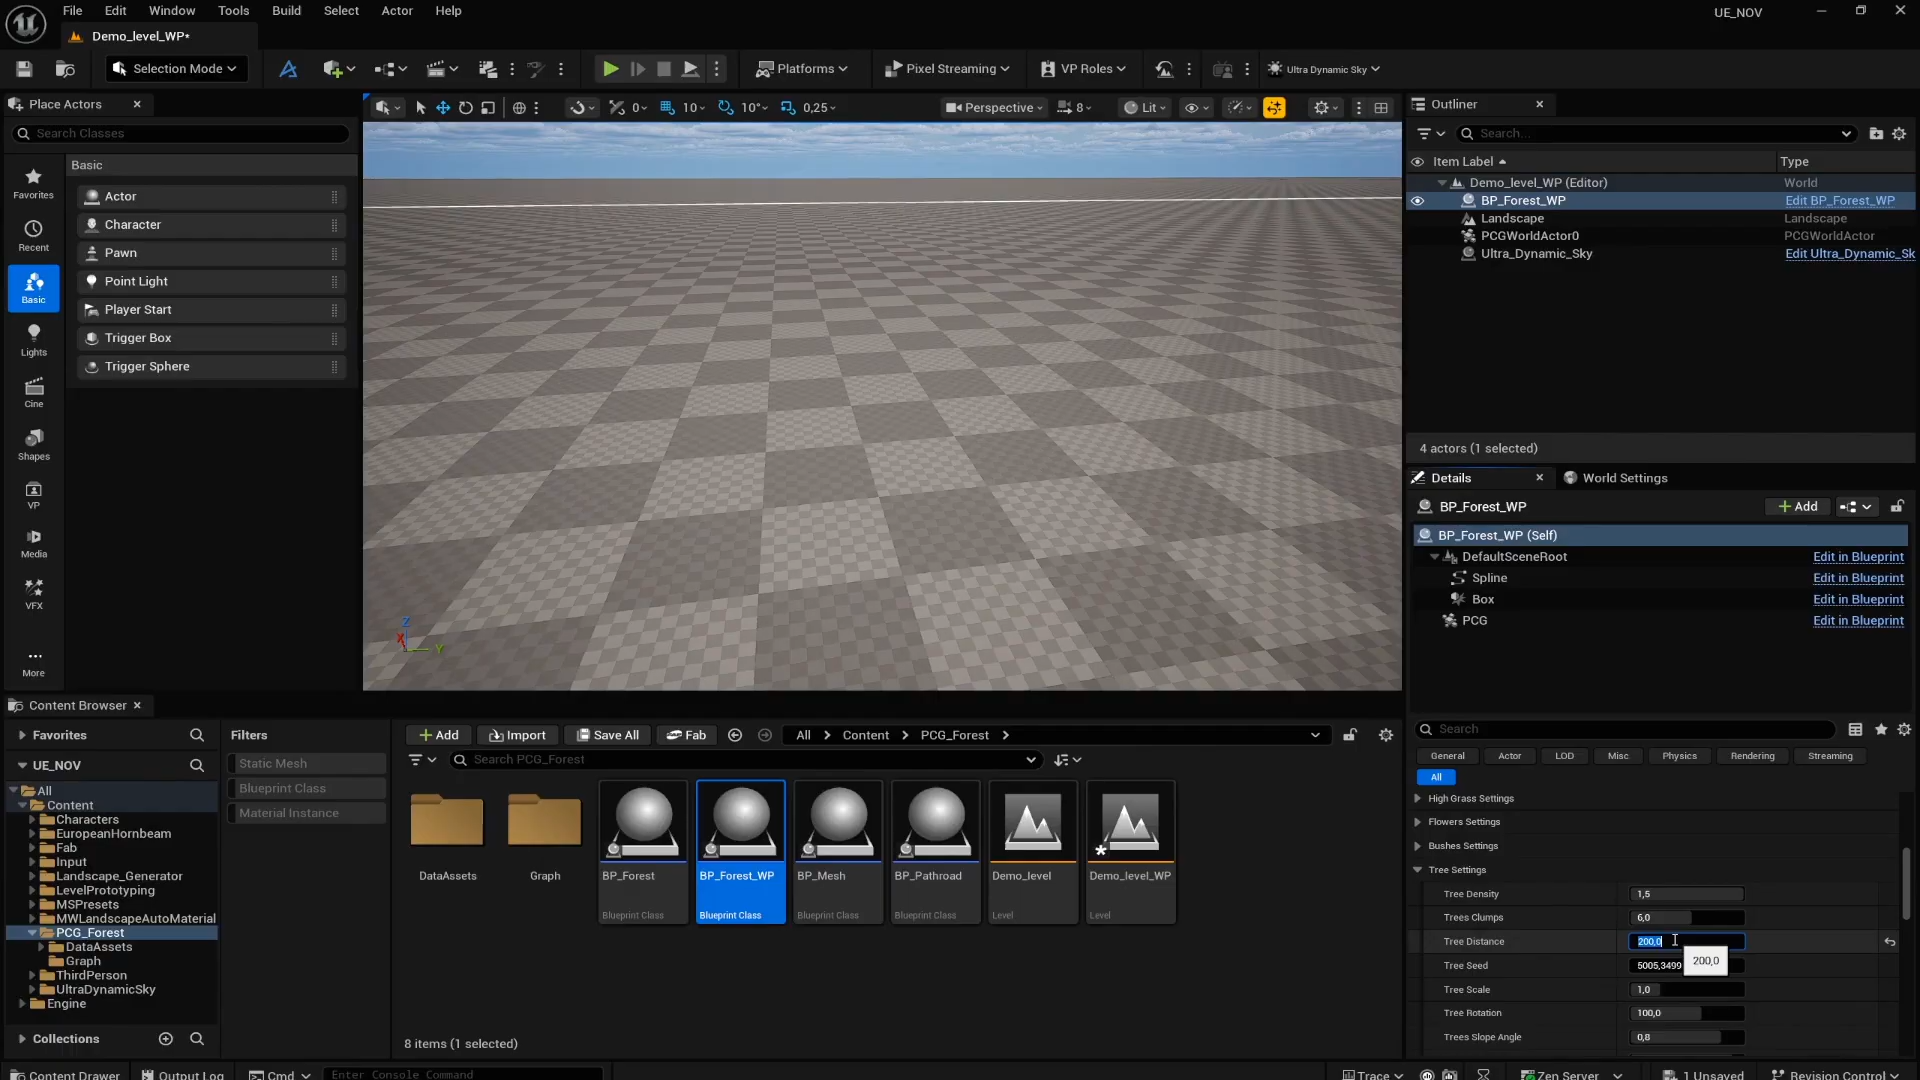 File Edit Window Tools Build Select Actor Help
UE_NOV
Demo_level_WP*
Selection Mode
Platforms
Pixel Streaming
VP Roles
Ultra Dynamic Sky
Place Actors
Search Classes
Favorites
Recent
Basic
Lights
Cine
Shapes
VP
Media
VFX
More
Basic
Actor
Character
Pawn
Point Light
Player Start
Trigger Box
Trigger Sphere
0 10 10° 0,25
Perspective 8 Lit
Z
X
Y
Outliner
Search...
Item Label Type
Demo_level_WP (Editor) World
BP_Forest_WP Edit BP_Forest_WP
Landscape Landscape
PCGWorldActor0 PCGWorldActor
Ultra_Dynamic_Sky Edit Ultra_Dynamic_Sk
4 actors (1 selected)
Details World Settings
BP_Forest_WP Add
BP_Forest_WP (Self)
DefaultSceneRoot Edit in Blueprint
Spline Edit in Blueprint
Box Edit in Blueprint
PCG Edit in Blueprint
Search
General Actor LOD Misc Physics Rendering Streaming
All
High Grass Settings
Flowers Settings
Bushes Settings
Tree Settings
Tree Density 1,5
Trees Clumps 6,0
Tree Distance 200,0
200,0
Tree Seed 5005,3499
Tree Scale 1,0
Tree Rotation 100,0
Trees Slope Angle 0,8
Content Browser
Favorites
UE_NOV
All
Content
Characters
EuropeanHornbeam
Fab
Input
Landscape_Generator
LevelPrototyping
MSPresets
MWLandscapeAutoMaterial
PCG_Forest
DataAssets
Graph
ThirdPerson
UltraDynamicSky
Engine
Collections
Filters
Static Mesh
Blueprint Class
Material Instance
Add Import Save All Fab All Content PCG_Forest
Search PCG_Forest
DataAssets
Graph
BP_Forest
Blueprint Class
BP_Forest_WP
Blueprint Class
BP_Mesh
Blueprint Class
BP_Pathroad
Blueprint Class
Demo_level
Level
Demo_level_WP
Level
8 items (1 selected)
Content Drawer Output Log Cmd Enter Console Command Trace Zen Server 1 Unsaved Revision Control